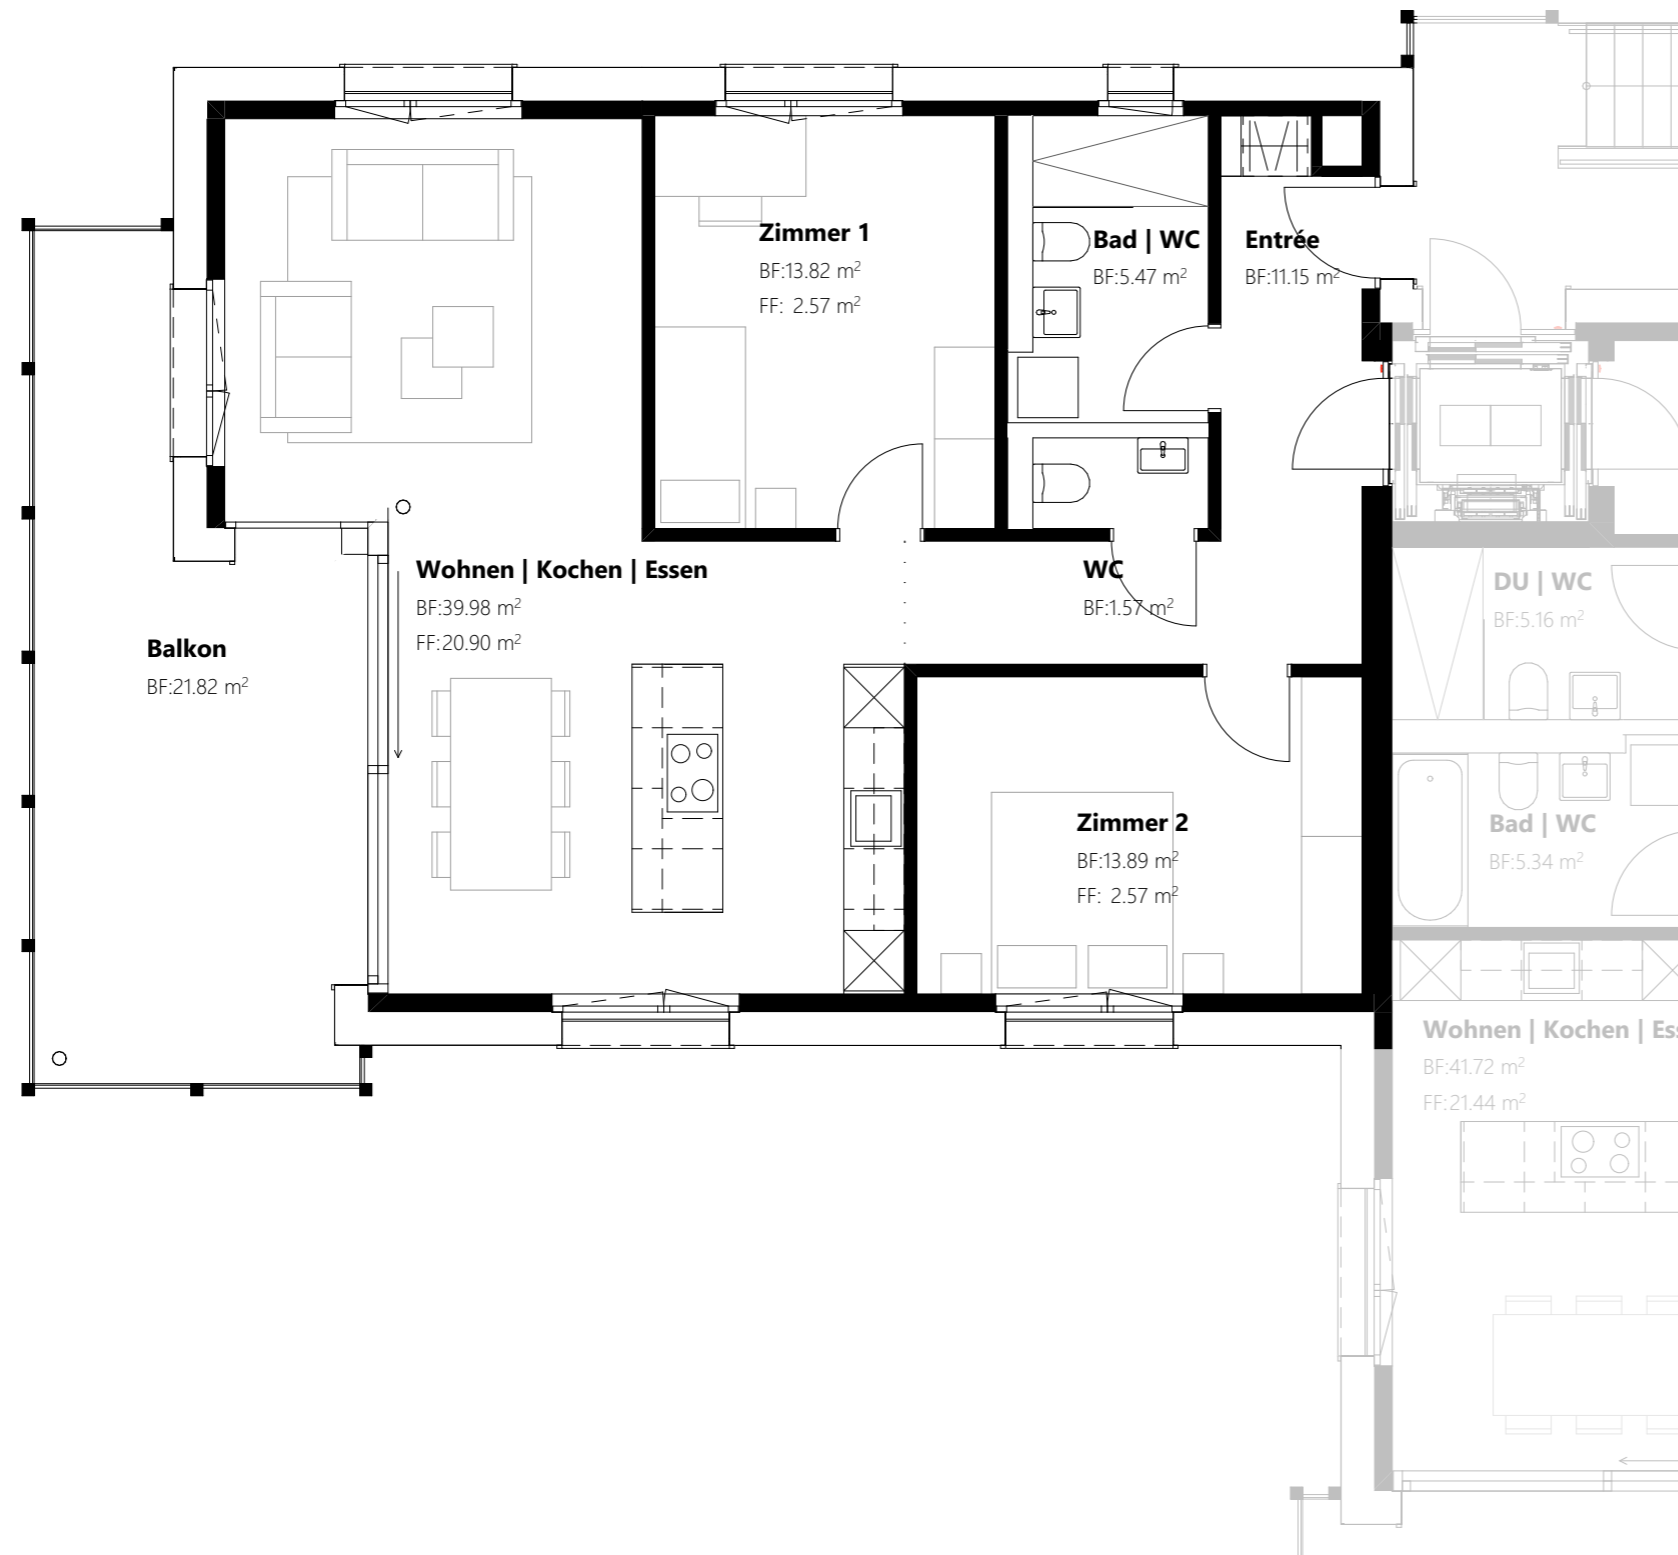 Zimmer 1
BF:13.82 m²
FF: 2.57 m²
Bad | WC
BF:5.47 m²
Entrée
BF:11.15 m²
Wohnen | Kochen | Essen
BF:39.98 m²
FF:20.90 m²
WC
BF:1.57 m²
Balkon
BF:21.82 m²
Zimmer 2
BF:13.89 m²
FF: 2.57 m²
DU | WC
BF:5.16 m²
Bad | WC
BF:5.34 m²
Wohnen | Kochen | Es
BF:41.72 m²
FF:21.44 m²